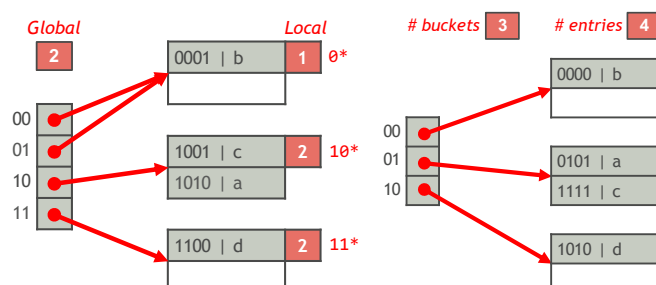 Global
2
Local
0001 | b
1
0*
00
01
10
11
1001 | c
2
10*
1010 | a
1100 | d
2
11*
# buckets 3
# entries 4
0000 | b
00
01
10
0101 | a
1111 | c
1010 | d